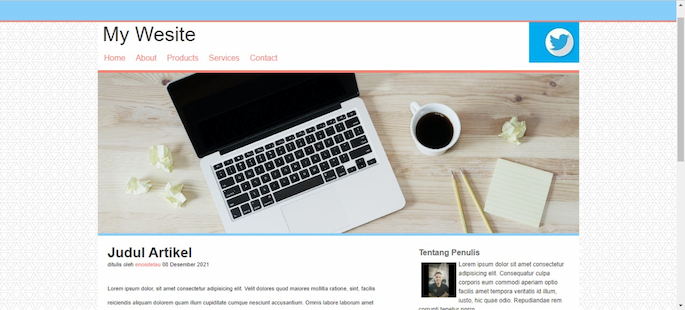 My Wesite
Home About Products Services Contact
Judul Artikel
ditulis oleh enosdelau 08 Desember 2021
Lorem ipsum, dolor sit amet consectetur adipisicing elit. Velit dolores quod maiores mollitia ratione, sint, facilis
reiciendis aliquam dolorem quam illum cupiditate cumque nesciunt accusantium. Omnis labore laborum amet
Tentang Penulis
Lorem ipsum dolor sit amet consectetur
adipisicing elit. Consequatur culpa
corporis eum commodi aperiam optio
facilis amet tempora veritatis id illum,
iusto, hic quae odio. Repudiandae rem
corrupti tenetur porro